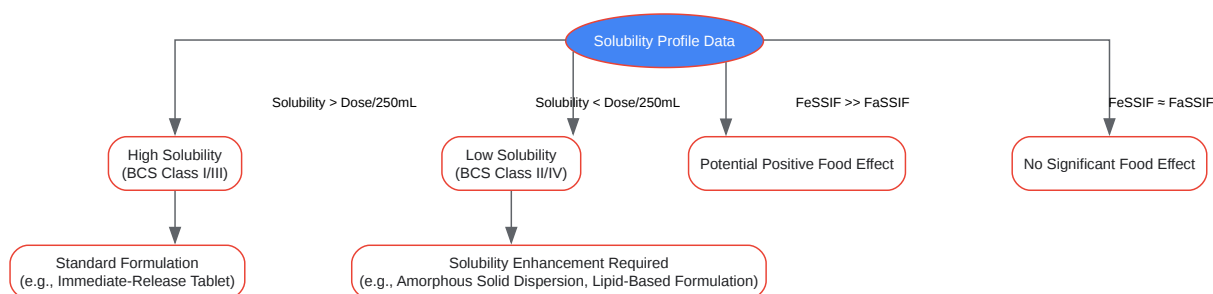 Solubility Profile Data
Solubility > Dose/250mL
Solubility < Dose/250mL
FeSSIF >> FaSSIF
FeSSIF ≈ FaSSIF
High Solubility
(BCS Class I/III)
Low Solubility
(BCS Class II/IV)
Potential Positive Food Effect
No Significant Food Effect
Standard Formulation
(e.g., Immediate-Release Tablet)
Solubility Enhancement Required
(e.g., Amorphous Solid Dispersion, Lipid-Based Formulation)